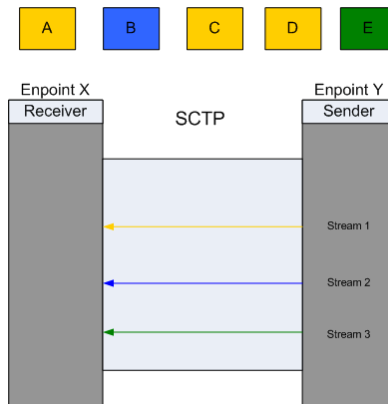 A B C D E
Enpoint X Enpoint Y
Receiver Sender
SCTP
Stream 1
Stream 2
Stream 3